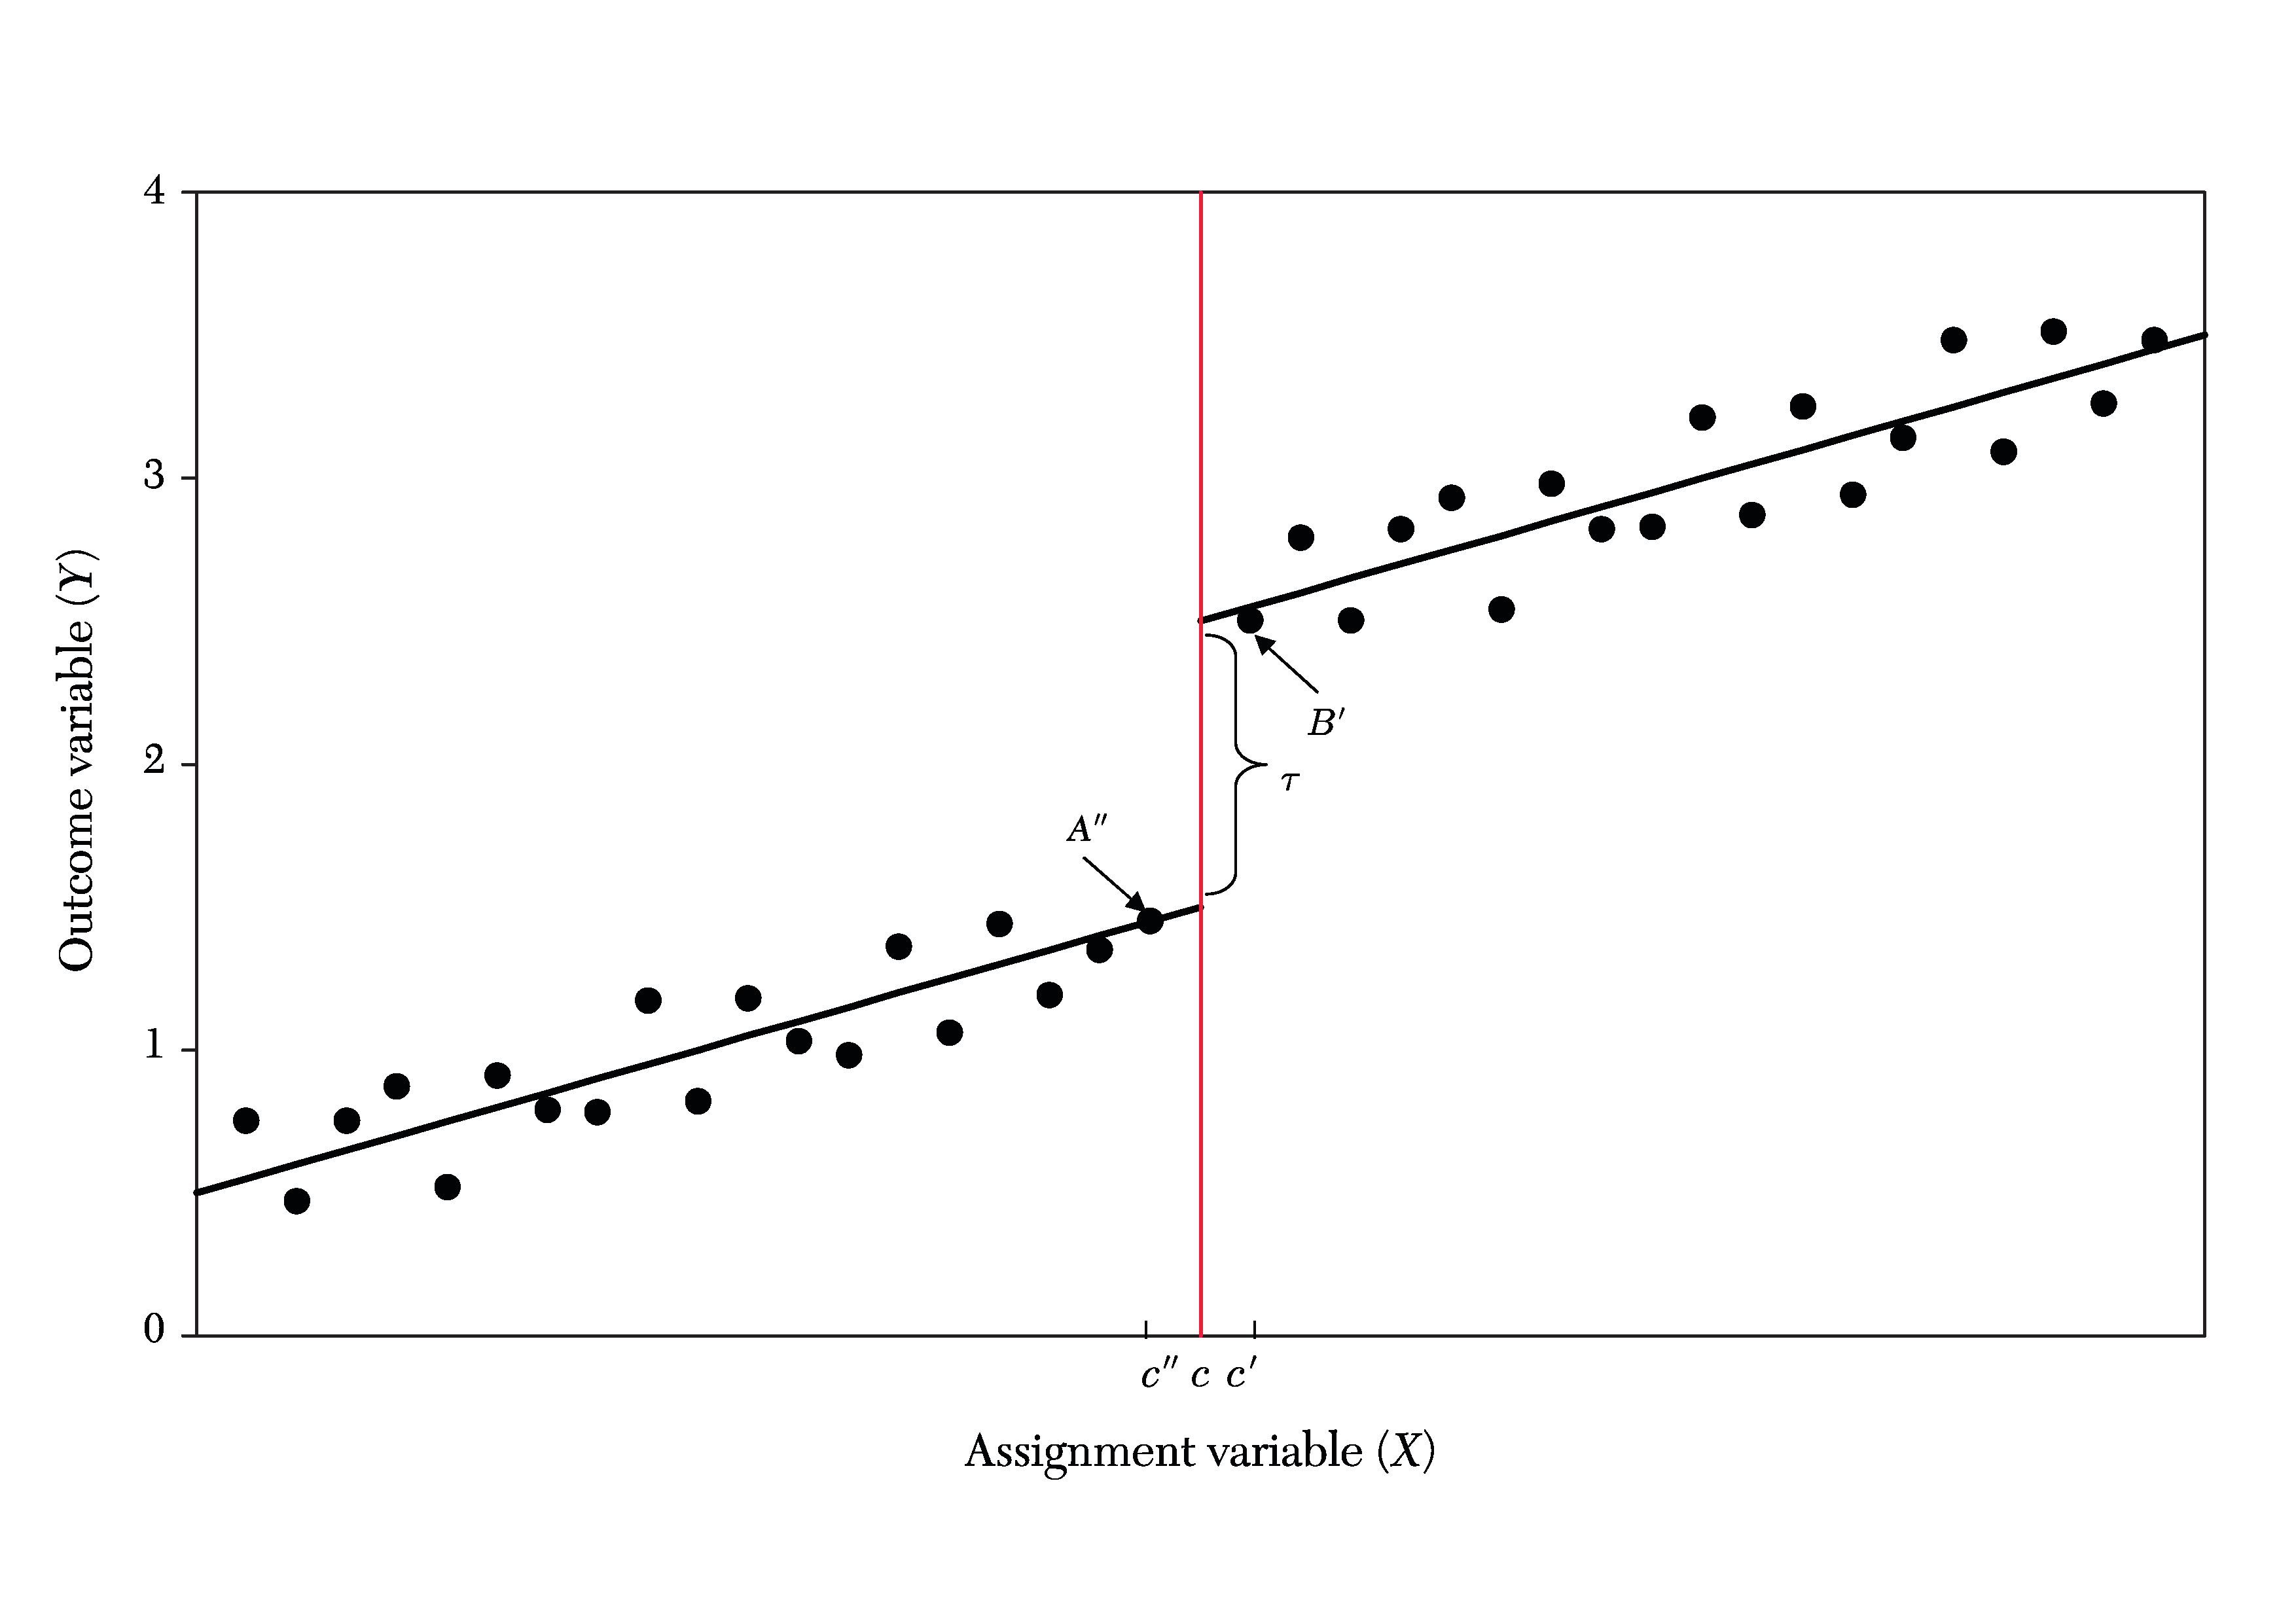 4
3
2
1
0
Outcome variable (Y)
A″
B′
τ
c″ c c′
Assignment variable (X)